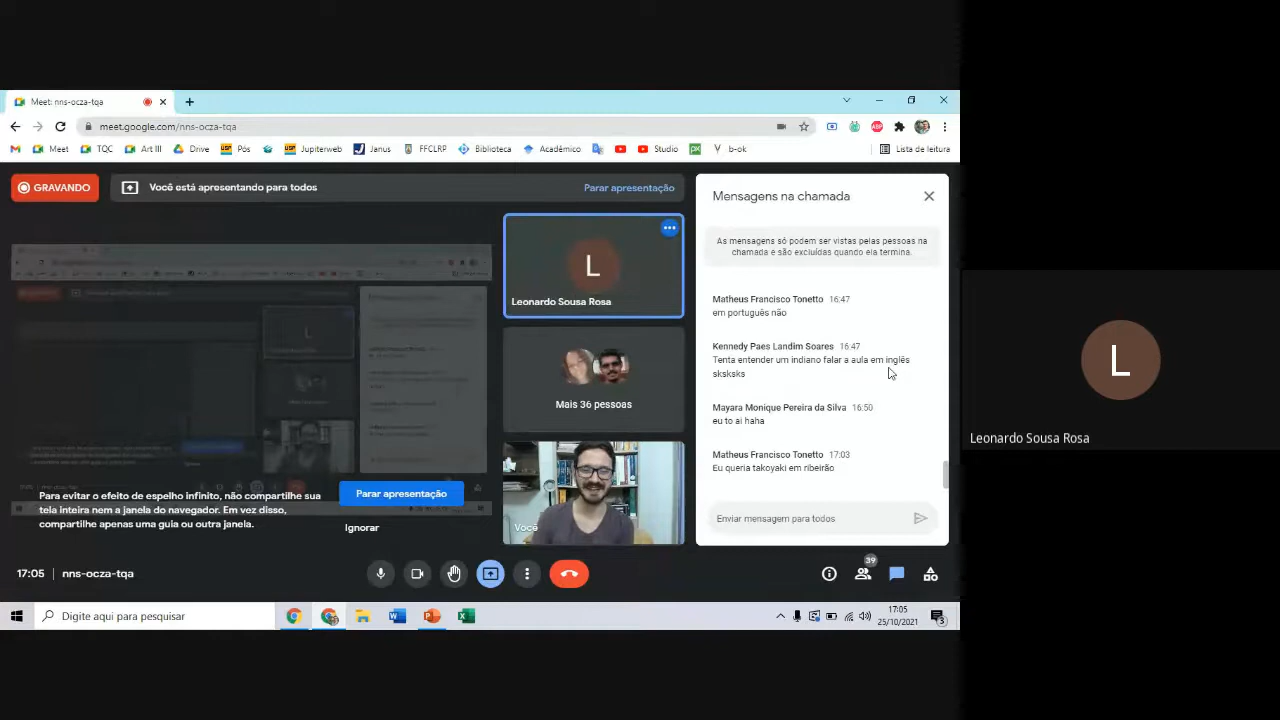 Meet: nns-ocza-tqa
meet.google.com/nns-ocza-tqa
Meet TQC Art III Drive Pós Jupiterweb Janus FFCLRP Biblioteca Acadêmico Studio b-ok Lista de leitura
GRAVANDO
Você está apresentando para todos
Parar apresentação
L
Leonardo Sousa Rosa
Mais 36 pessoas
Você
Para evitar o efeito de espelho infinito, não compartilhe sua
tela inteira nem a janela do navegador. Em vez disso,
compartilhe apenas uma guia ou outra janela.
Parar apresentação
Ignorar
Mensagens na chamada
As mensagens só podem ser vistas pelas pessoas na
chamada e são excluídas quando ela termina.
Matheus Francisco Tonetto 16:47
em português não
Kennedy Paes Landim Soares 16:47
Tenta entender um indiano falar a aula em inglês
sksksks
Mayara Monique Pereira da Silva 16:50
eu to ai haha
Matheus Francisco Tonetto 17:03
Eu queria takoyaki em ribeirão
Enviar mensagem para todos
17:05 | nns-ocza-tqa
39
Digite aqui para pesquisar
17:05
25/10/2021
3
L
Leonardo Sousa Rosa